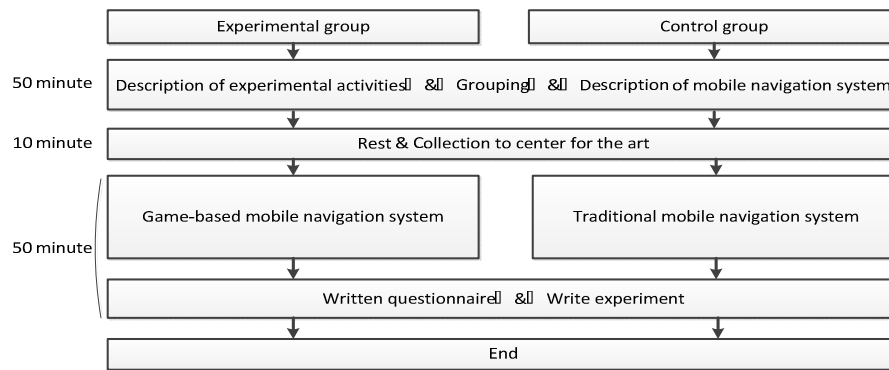 Experimental group
Control group
50 minute
Description of experimental activities & Grouping & Description of mobile navigation system
10 minute
Rest & Collection to center for the art
Game-based mobile navigation system
Traditional mobile navigation system
50 minute
Written questionnaire & Write experiment
End